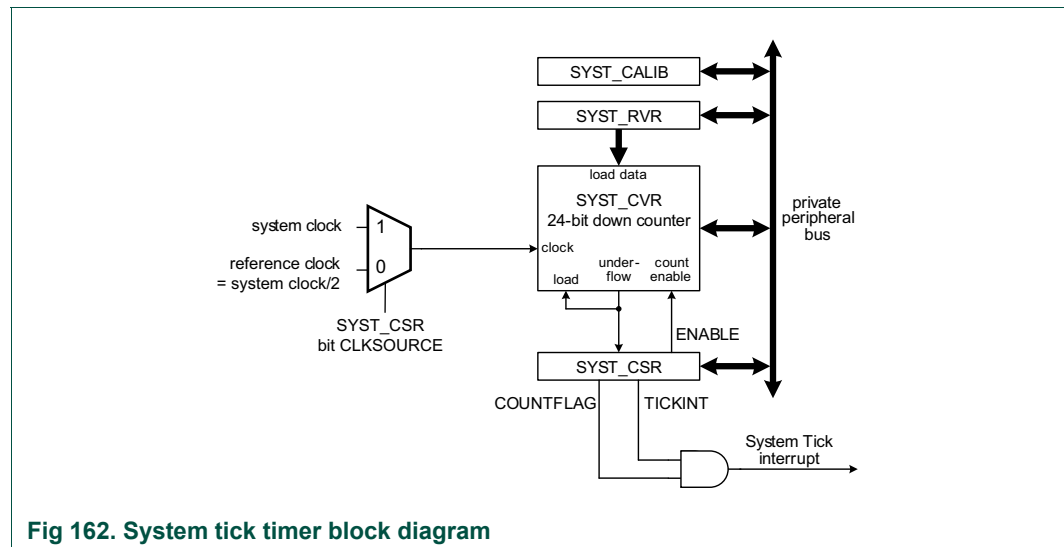 SYST_CALIB
SYST_RVR
load data
SYST_CVR
24-bit down counter
private
peripheral
bus
system clock
1
clock
reference clock
= system clock/2
0
under-
flow
count
enable
load
SYST_CSR
bit CLKSOURCE
ENABLE
SYST_CSR
COUNTFLAG
TICKINT
System Tick
interrupt
Fig 162. System tick timer block diagram